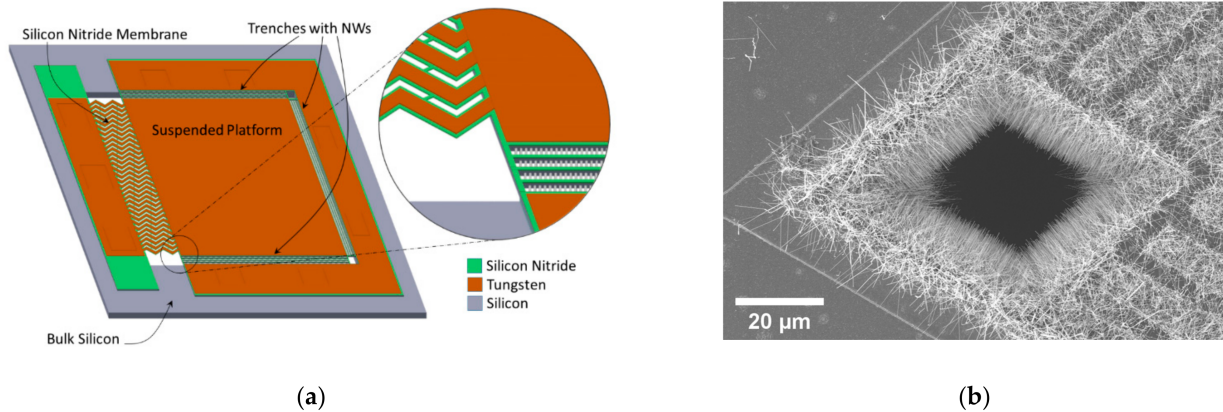 Silicon Nitride Membrane
Trenches with NWs
Suspended Platform
Silicon Nitride
Tungsten
Silicon
Bulk Silicon
20 µm
(a)
(b)